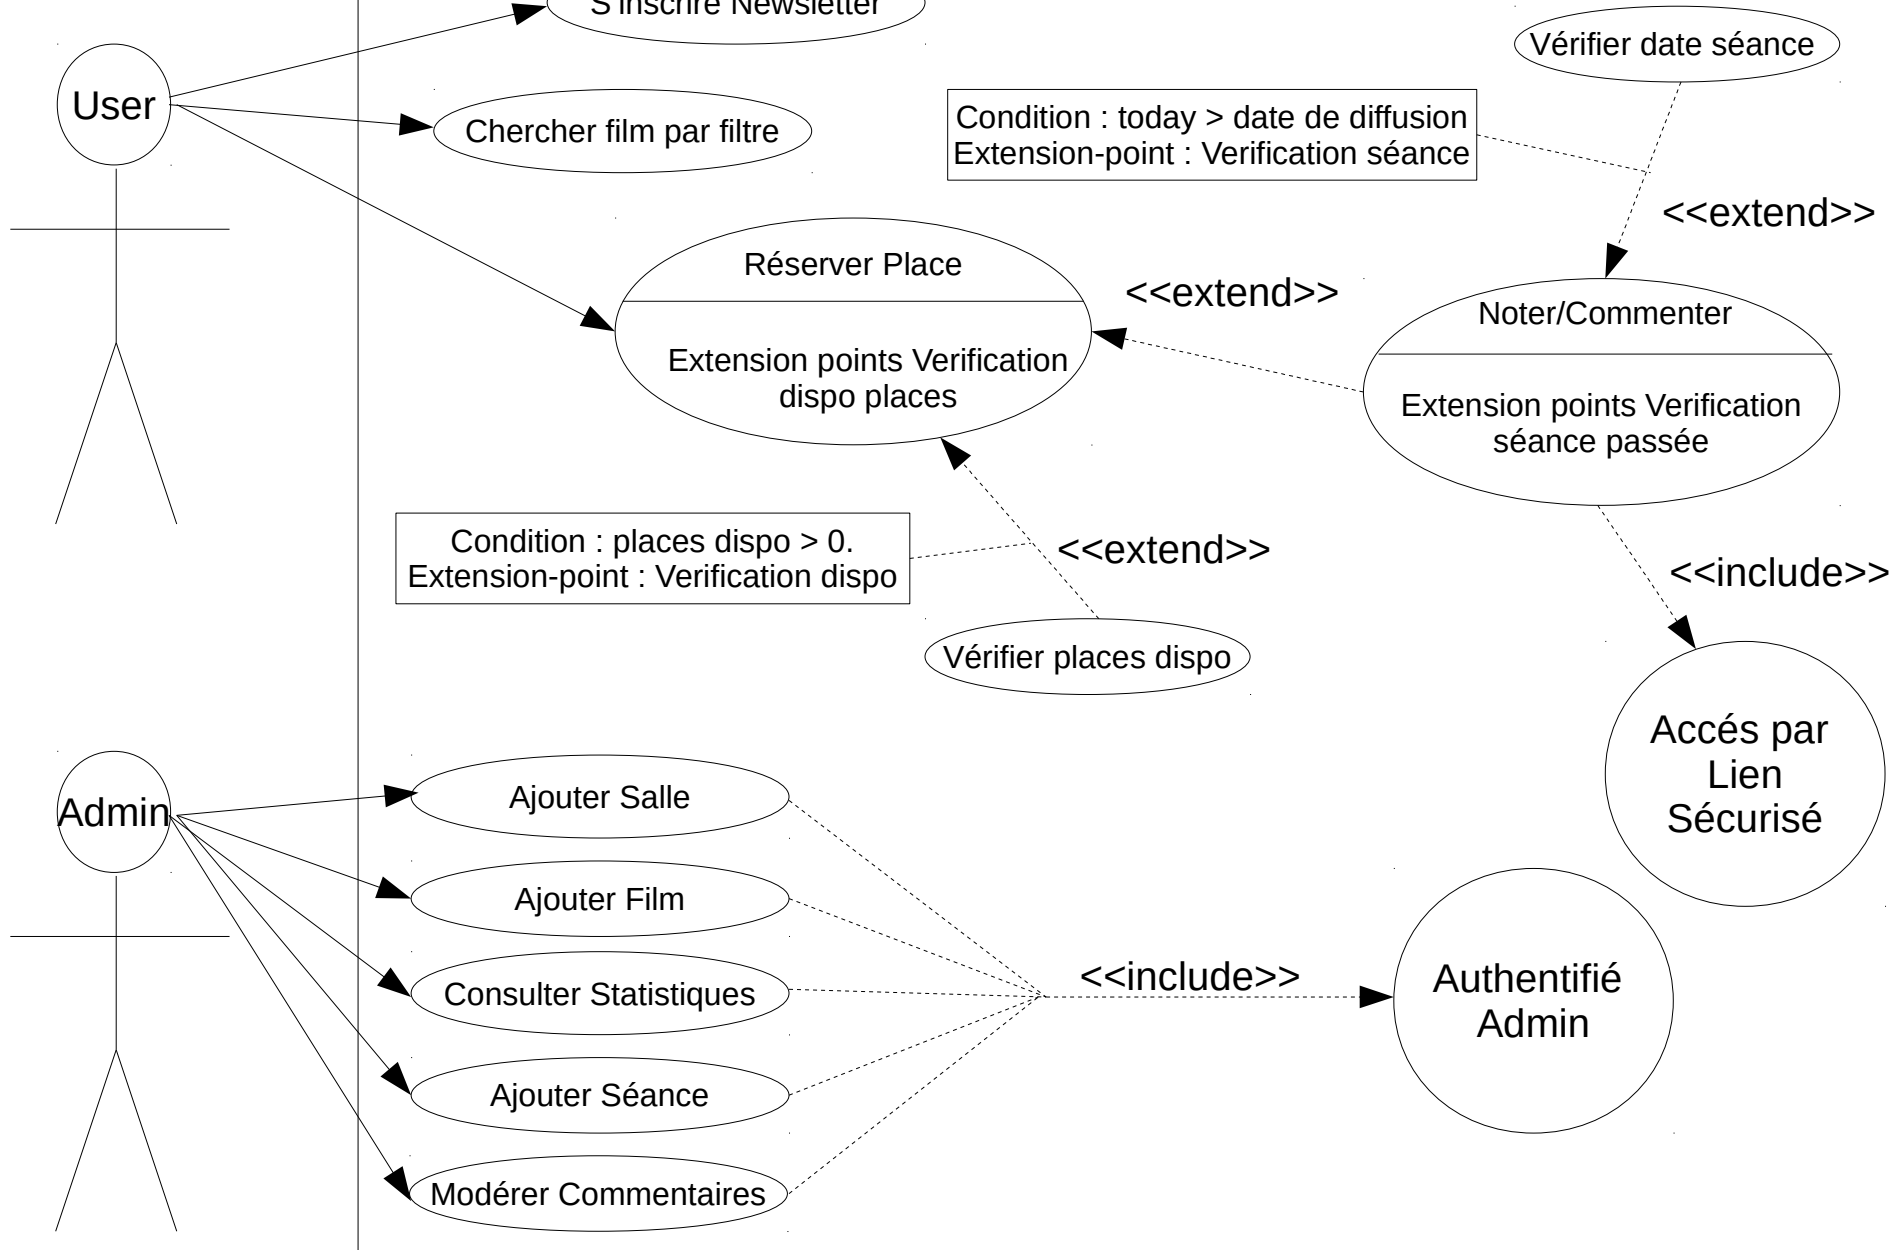 S'inscrire Newsletter
Vérifier date séance
User
Chercher film par filtre
Condition : today > date de diffusion
Extension-point : Verification séance
<<extend>>
Réserver Place
<<extend>>
Noter/Commenter
Extension points Verification
dispo places
Extension points Verification
séance passée
Condition : places dispo > 0.
Extension-point : Verification dispo
<<extend>>
<<include>>
Vérifier places dispo
Accés par
Lien
Sécurisé
Admin
Ajouter Salle
Ajouter Film
Consulter Statistiques
<<include>>
Authentifié
Admin
Ajouter Séance
Modérer Commentaires